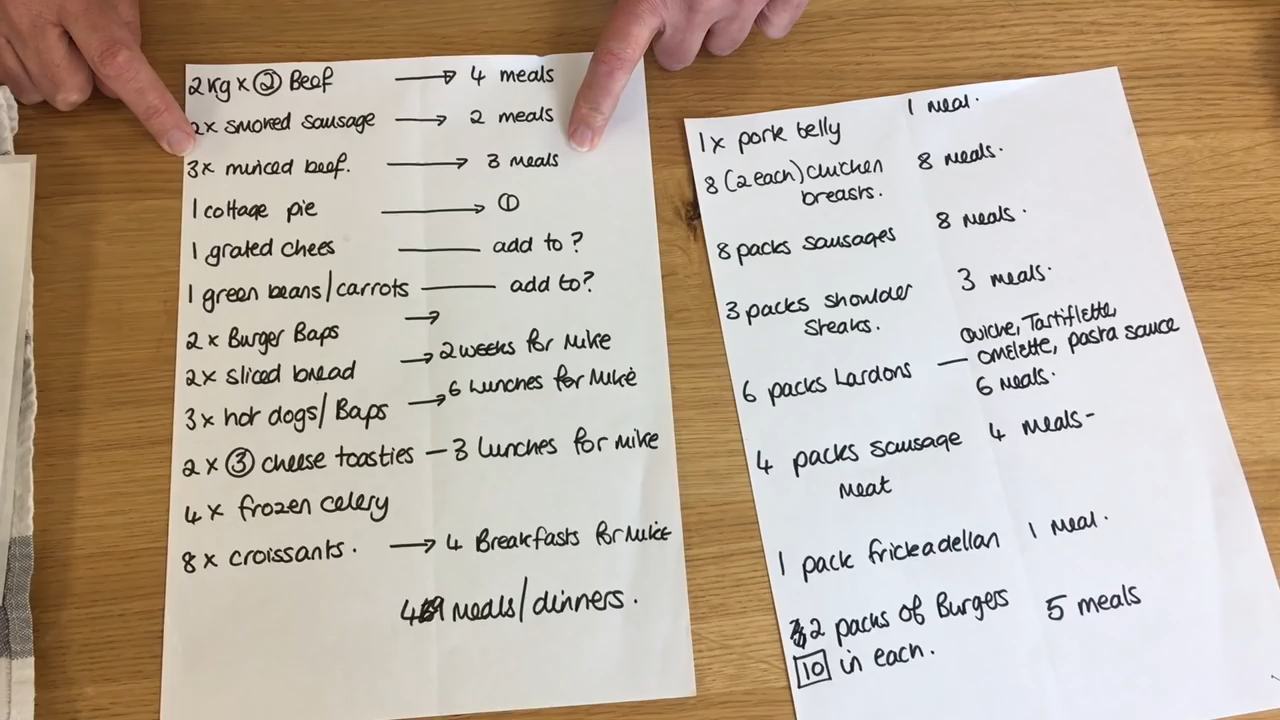 2kg x ② Beef → 4 meals
2x smoked sausage → 2 meals
3x minced beef. → 3 meals
1 cottage pie → ①
1 grated chees — add to?
1 green beans/carrots — add to?
2 x Burger Baps →
2x sliced bread → 2 weeks for Mike
3x hot dogs/Baps → 6 Lunches for Mike
2 x ③ cheese toasties – 3 Lunches for Mike
4x frozen celery
8 x croissants. → 4 Breakfasts for Mike
49 meals/dinners.
1x pork belly 1 meal.
8 (2 each) chicken 8 meals.
breasts.
8 packs sausages 8 meals.
3 packs shoulder 3 meals.
steaks.
Quiche, Tartiflette,
6 packs Lardons — omelette, pasta sauce
6 meals.
4 packs sausage 4 meals-
meat
1 pack frickadellan 1 meal.
2 packs of Burgers 5 meals
10 in each.